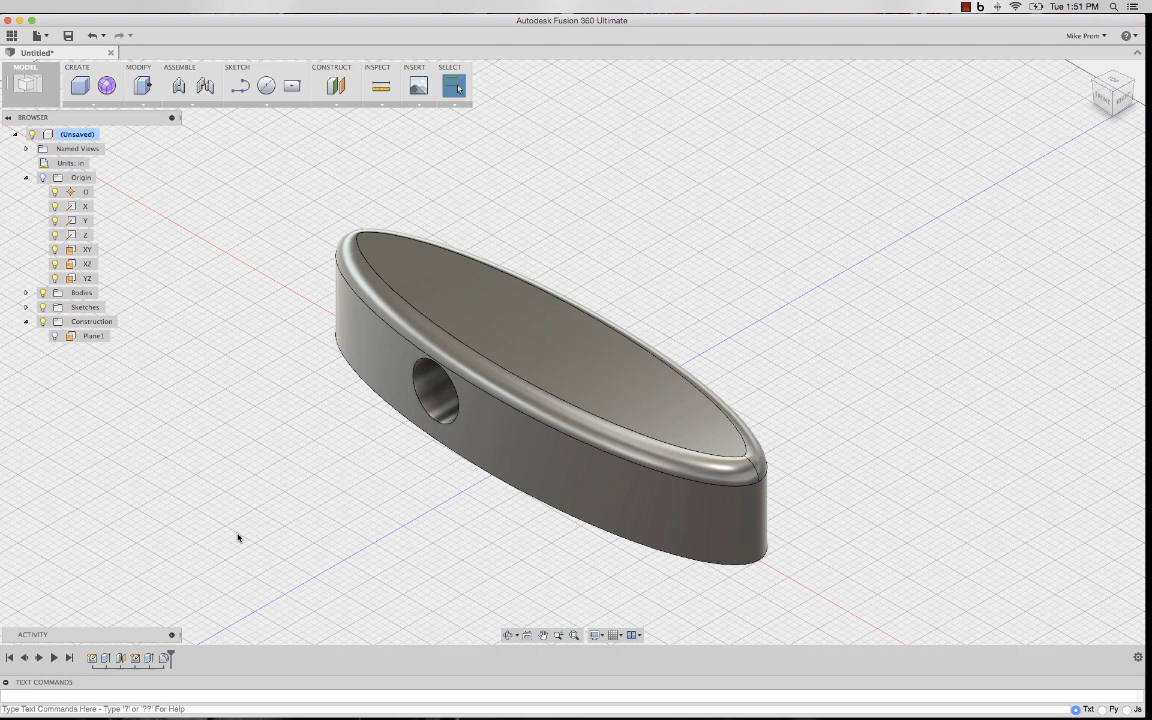 Tue 1:51 PM
Autodesk Fusion 360 Ultimate
Mike Prom
Untitled*
MODEL
CREATE
MODIFY
ASSEMBLE
SKETCH
CONSTRUCT
INSPECT
INSERT
SELECT
BROWSER
(Unsaved)
Named Views
Units: in
Origin
O
X
Y
Z
XY
XZ
YZ
Bodies
Sketches
Construction
Plane1
FRONT
RIGHT
ACTIVITY
TEXT COMMANDS
Type Text Commands Here - Type '?' or '??' For Help
Txt Py Js